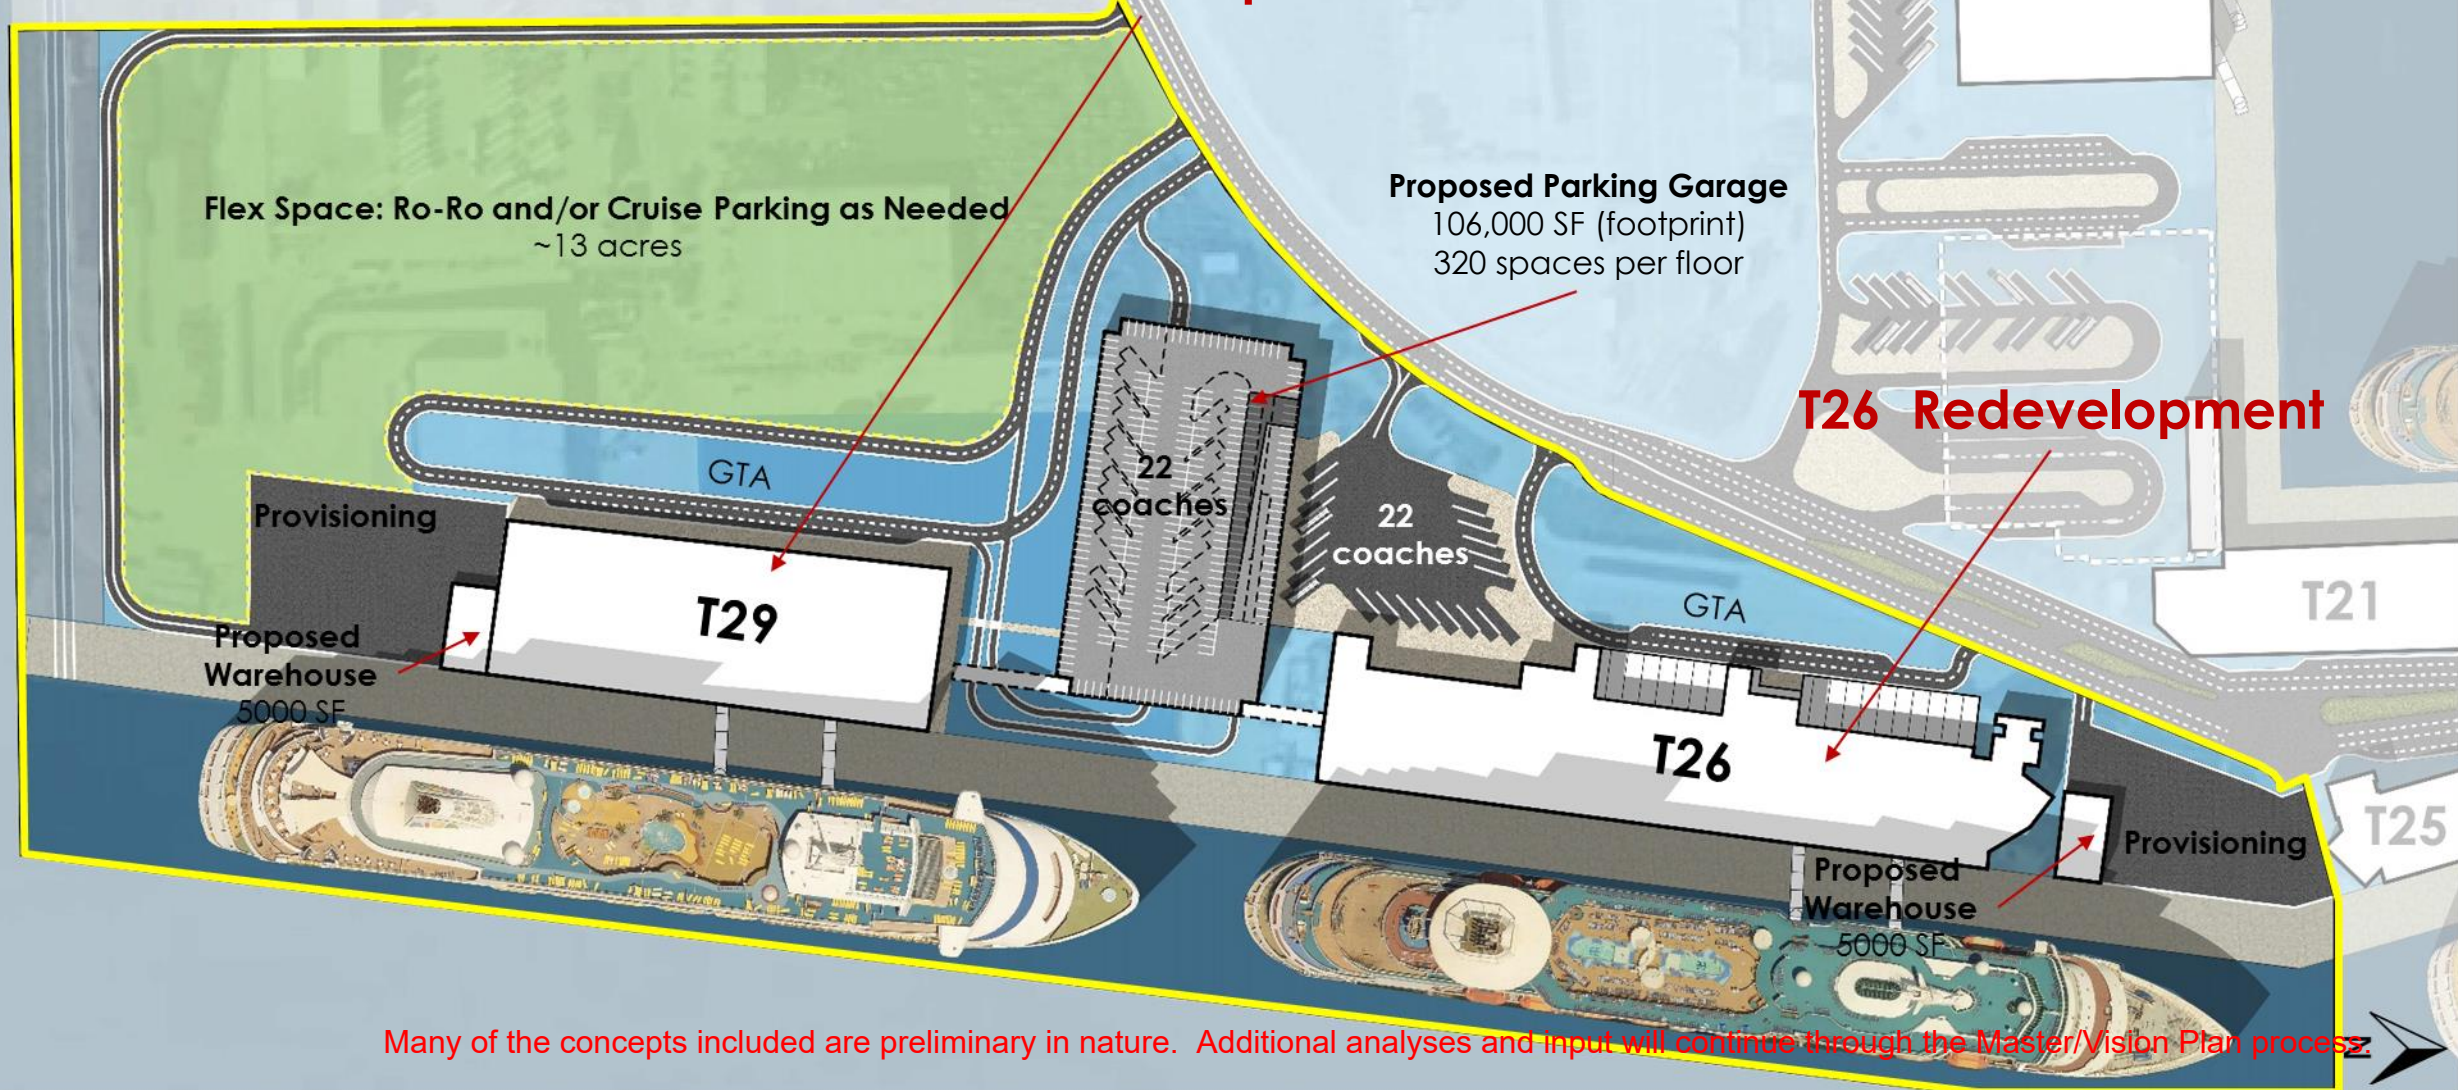 Flex Space: Ro-Ro and/or Cruise Parking as Needed
~13 acres
Proposed Parking Garage
106,000 SF (footprint)
320 spaces per floor
T26 Redevelopment
GTA
22
coaches
22
coaches
Provisioning
T29
GTA
T21
Proposed
Warehouse
5000 SF
T26
T25
Provisioning
Proposed
Warehouse
5000 SF
Many of the concepts included are preliminary in nature. Additional analyses and input will continue through the Master/Vision Plan process.
N